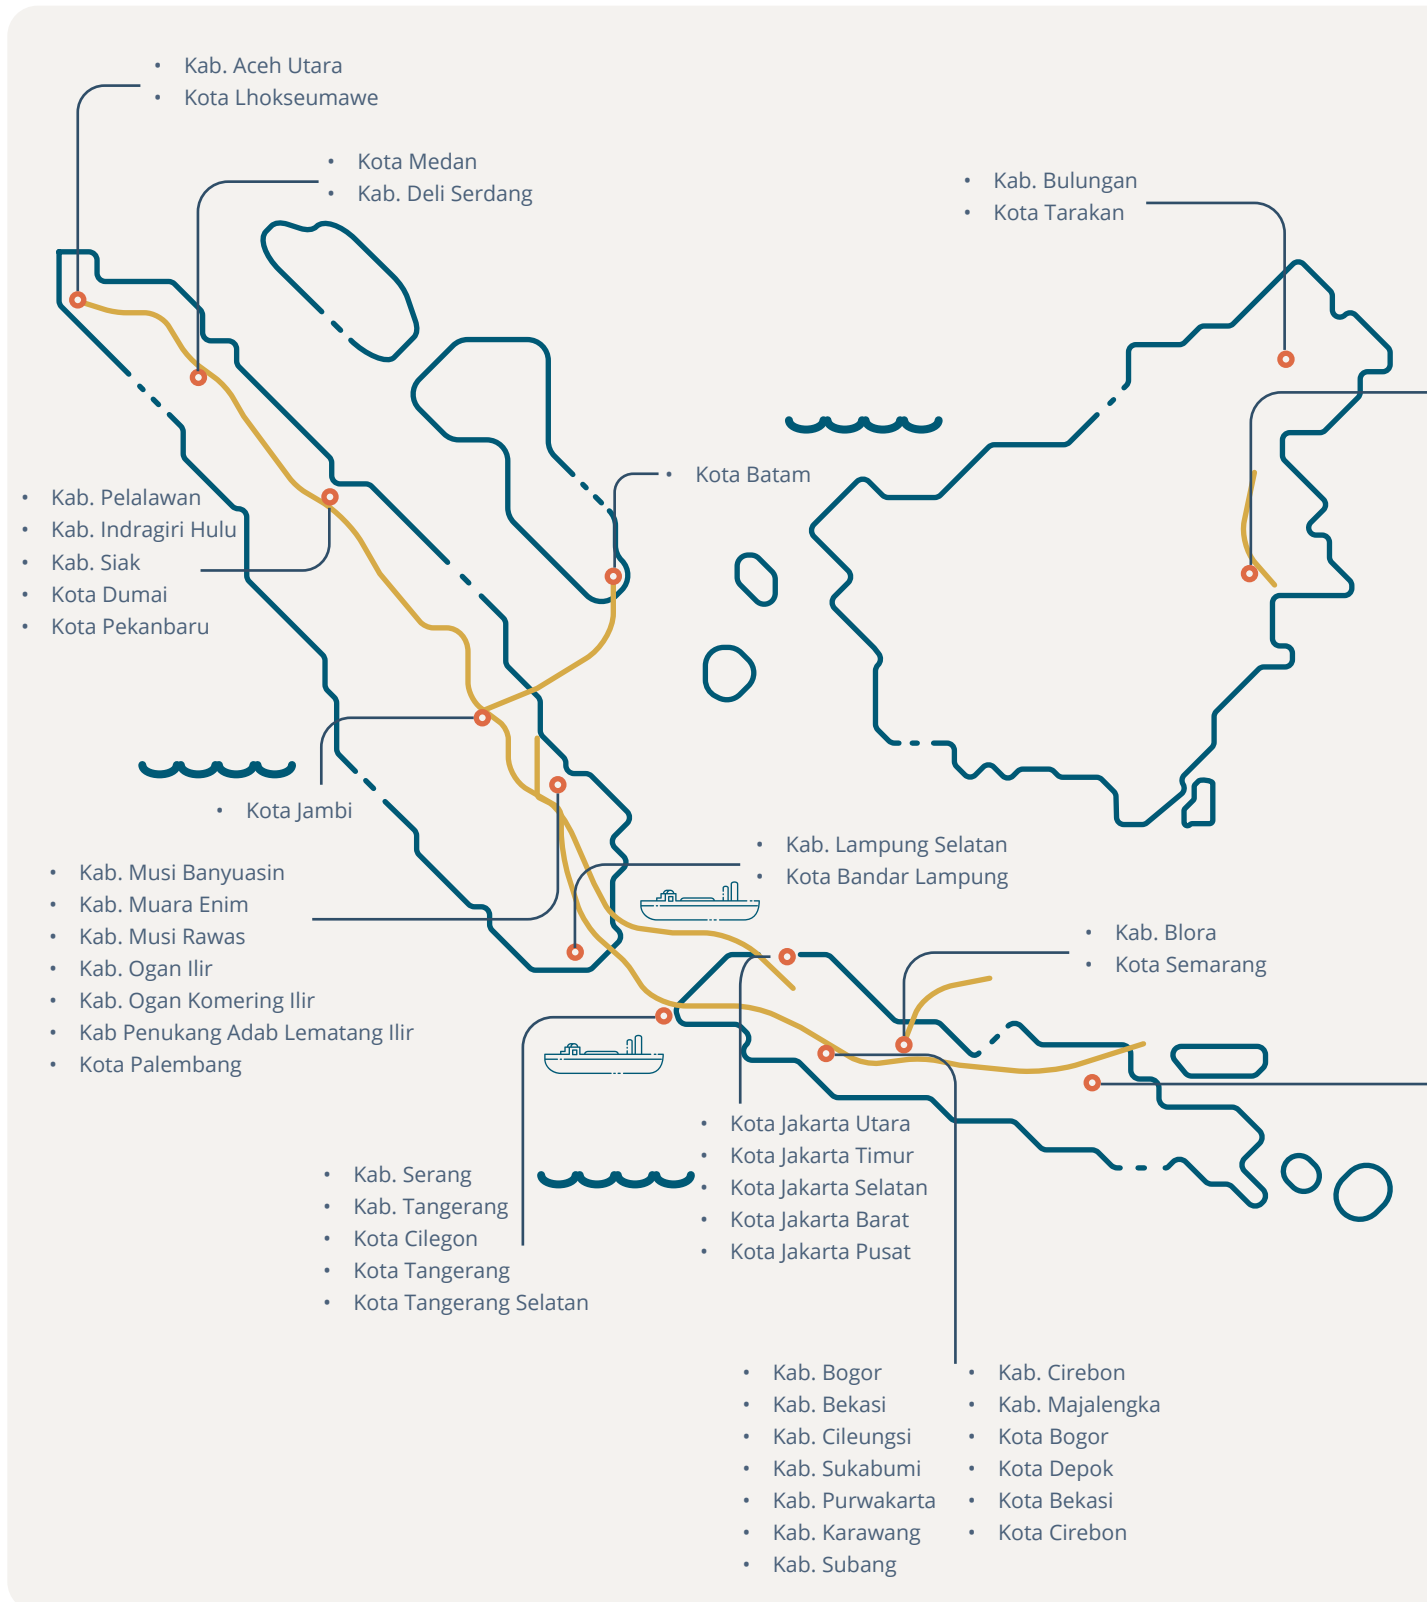 • Kab. Aceh Utara
• Kota Lhokseumawe
• Kota Medan
• Kab. Deli Serdang
• Kab. Bulungan
• Kota Tarakan
• Kota Batam
• Kab. Pelalawan
• Kab. Indragiri Hulu
• Kab. Siak
• Kota Dumai
• Kota Pekanbaru
• Kota Jambi
• Kab. Lampung Selatan
• Kota Bandar Lampung
• Kab. Musi Banyuasin
• Kab. Muara Enim
• Kab. Musi Rawas
• Kab. Ogan Ilir
• Kab. Ogan Komering Ilir
• Kab Penukang Adab Lematang Ilir
• Kota Palembang
• Kab. Blora
• Kota Semarang
• Kota Jakarta Utara
• Kota Jakarta Timur
• Kota Jakarta Selatan
• Kota Jakarta Barat
• Kota Jakarta Pusat
• Kab. Serang
• Kab. Tangerang
• Kota Cilegon
• Kota Tangerang
• Kota Tangerang Selatan
• Kab. Bogor
• Kab. Bekasi
• Kab. Cileungsi
• Kab. Sukabumi
• Kab. Purwakarta
• Kab. Karawang
• Kab. Subang
• Kab. Cirebon
• Kab. Majalengka
• Kota Bogor
• Kota Depok
• Kota Bekasi
• Kota Cirebon